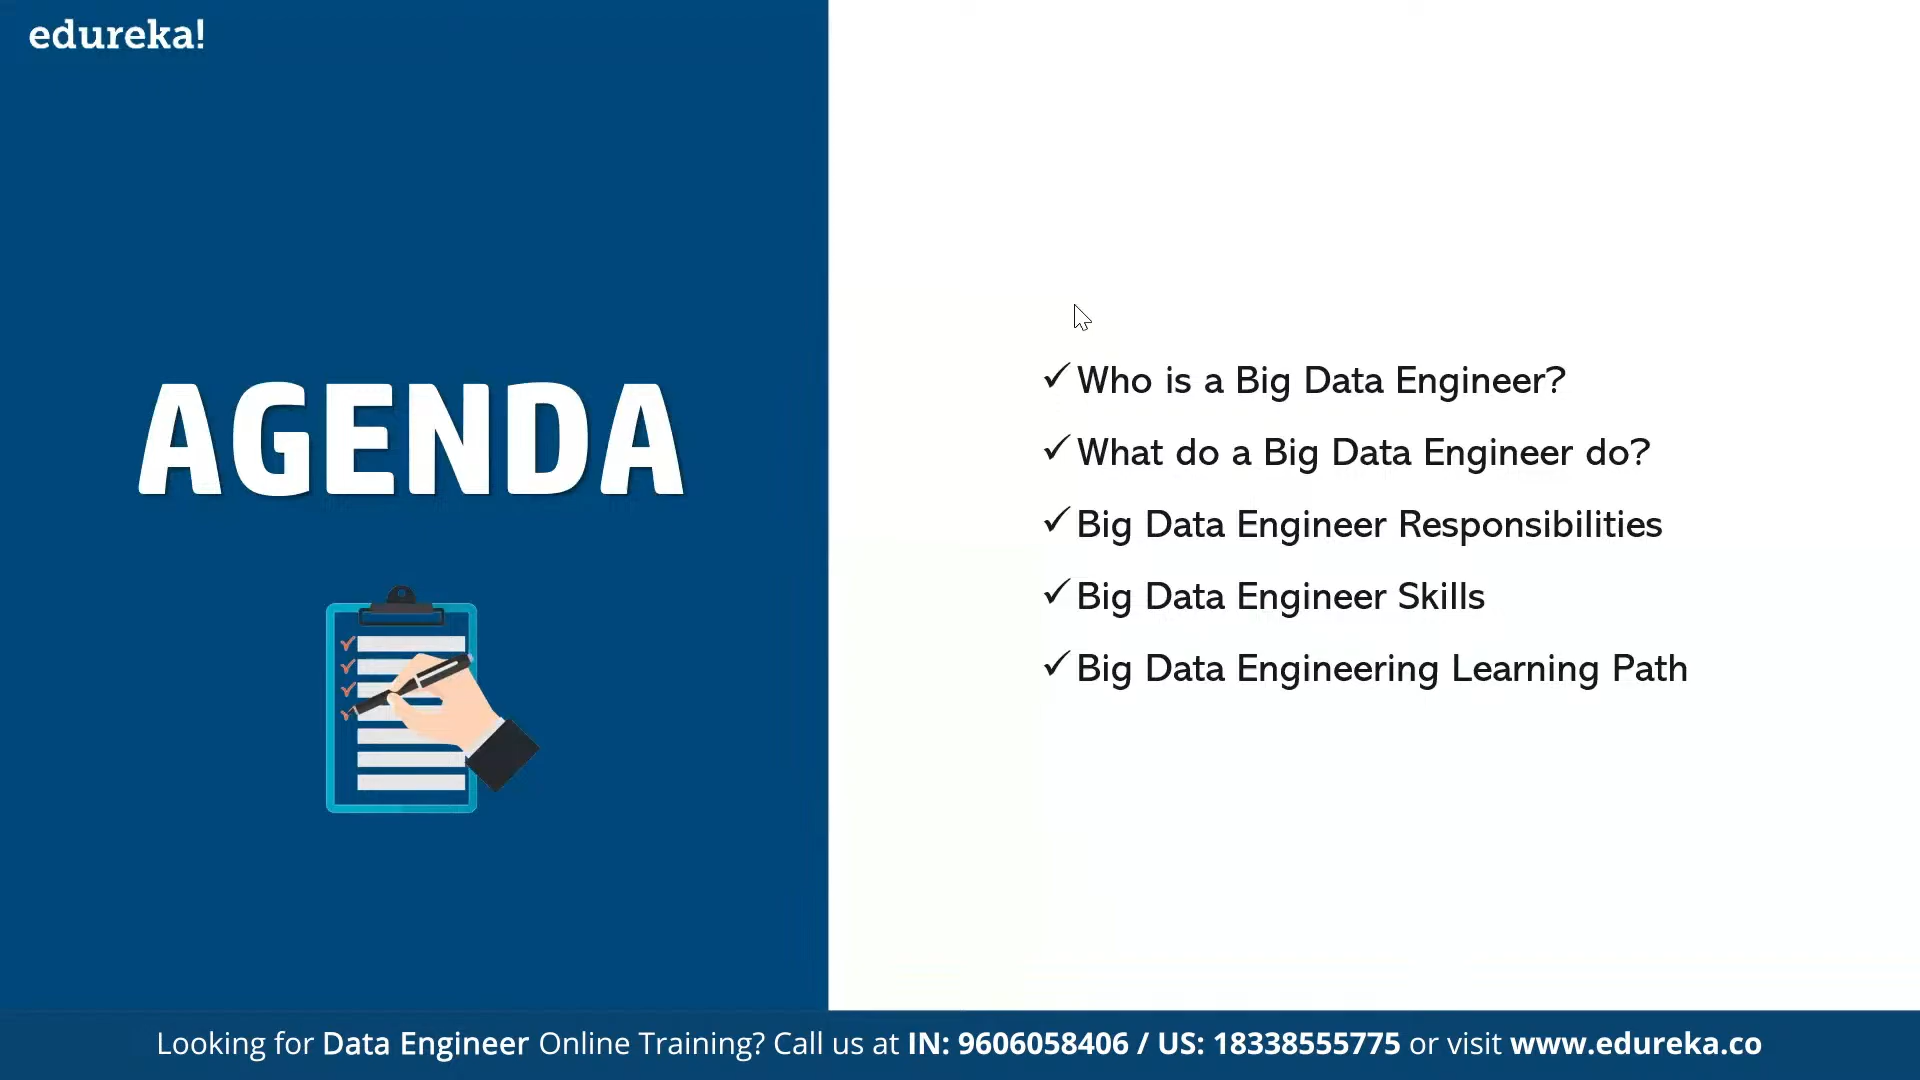 edureka!
AGENDA
✓ Who is a Big Data Engineer?
✓ What do a Big Data Engineer do?
✓ Big Data Engineer Responsibilities
✓ Big Data Engineer Skills
✓ Big Data Engineering Learning Path
Looking for Data Engineer Online Training? Call us at IN: 9606058406 / US: 18338555775 or visit www.edureka.co